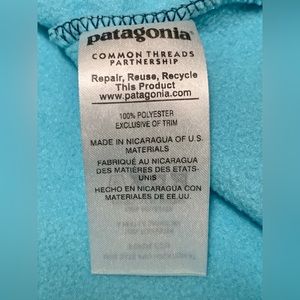 patagonia
COMMON THREADS
PARTNERSHIP
Repair, Reuse, Recycle
This Product
www.patagonia.com
100% POLYESTER
EXCLUSIVE OF TRIM
MADE IN NICARAGUA OF U.S.
MATERIALS
FABRIQUÉ AU NICARAGUA
DES MATIÈRES DES ETATS-
UNIS
HECHO EN NICARAGUA CON
MATERIALES DE EE.UU.